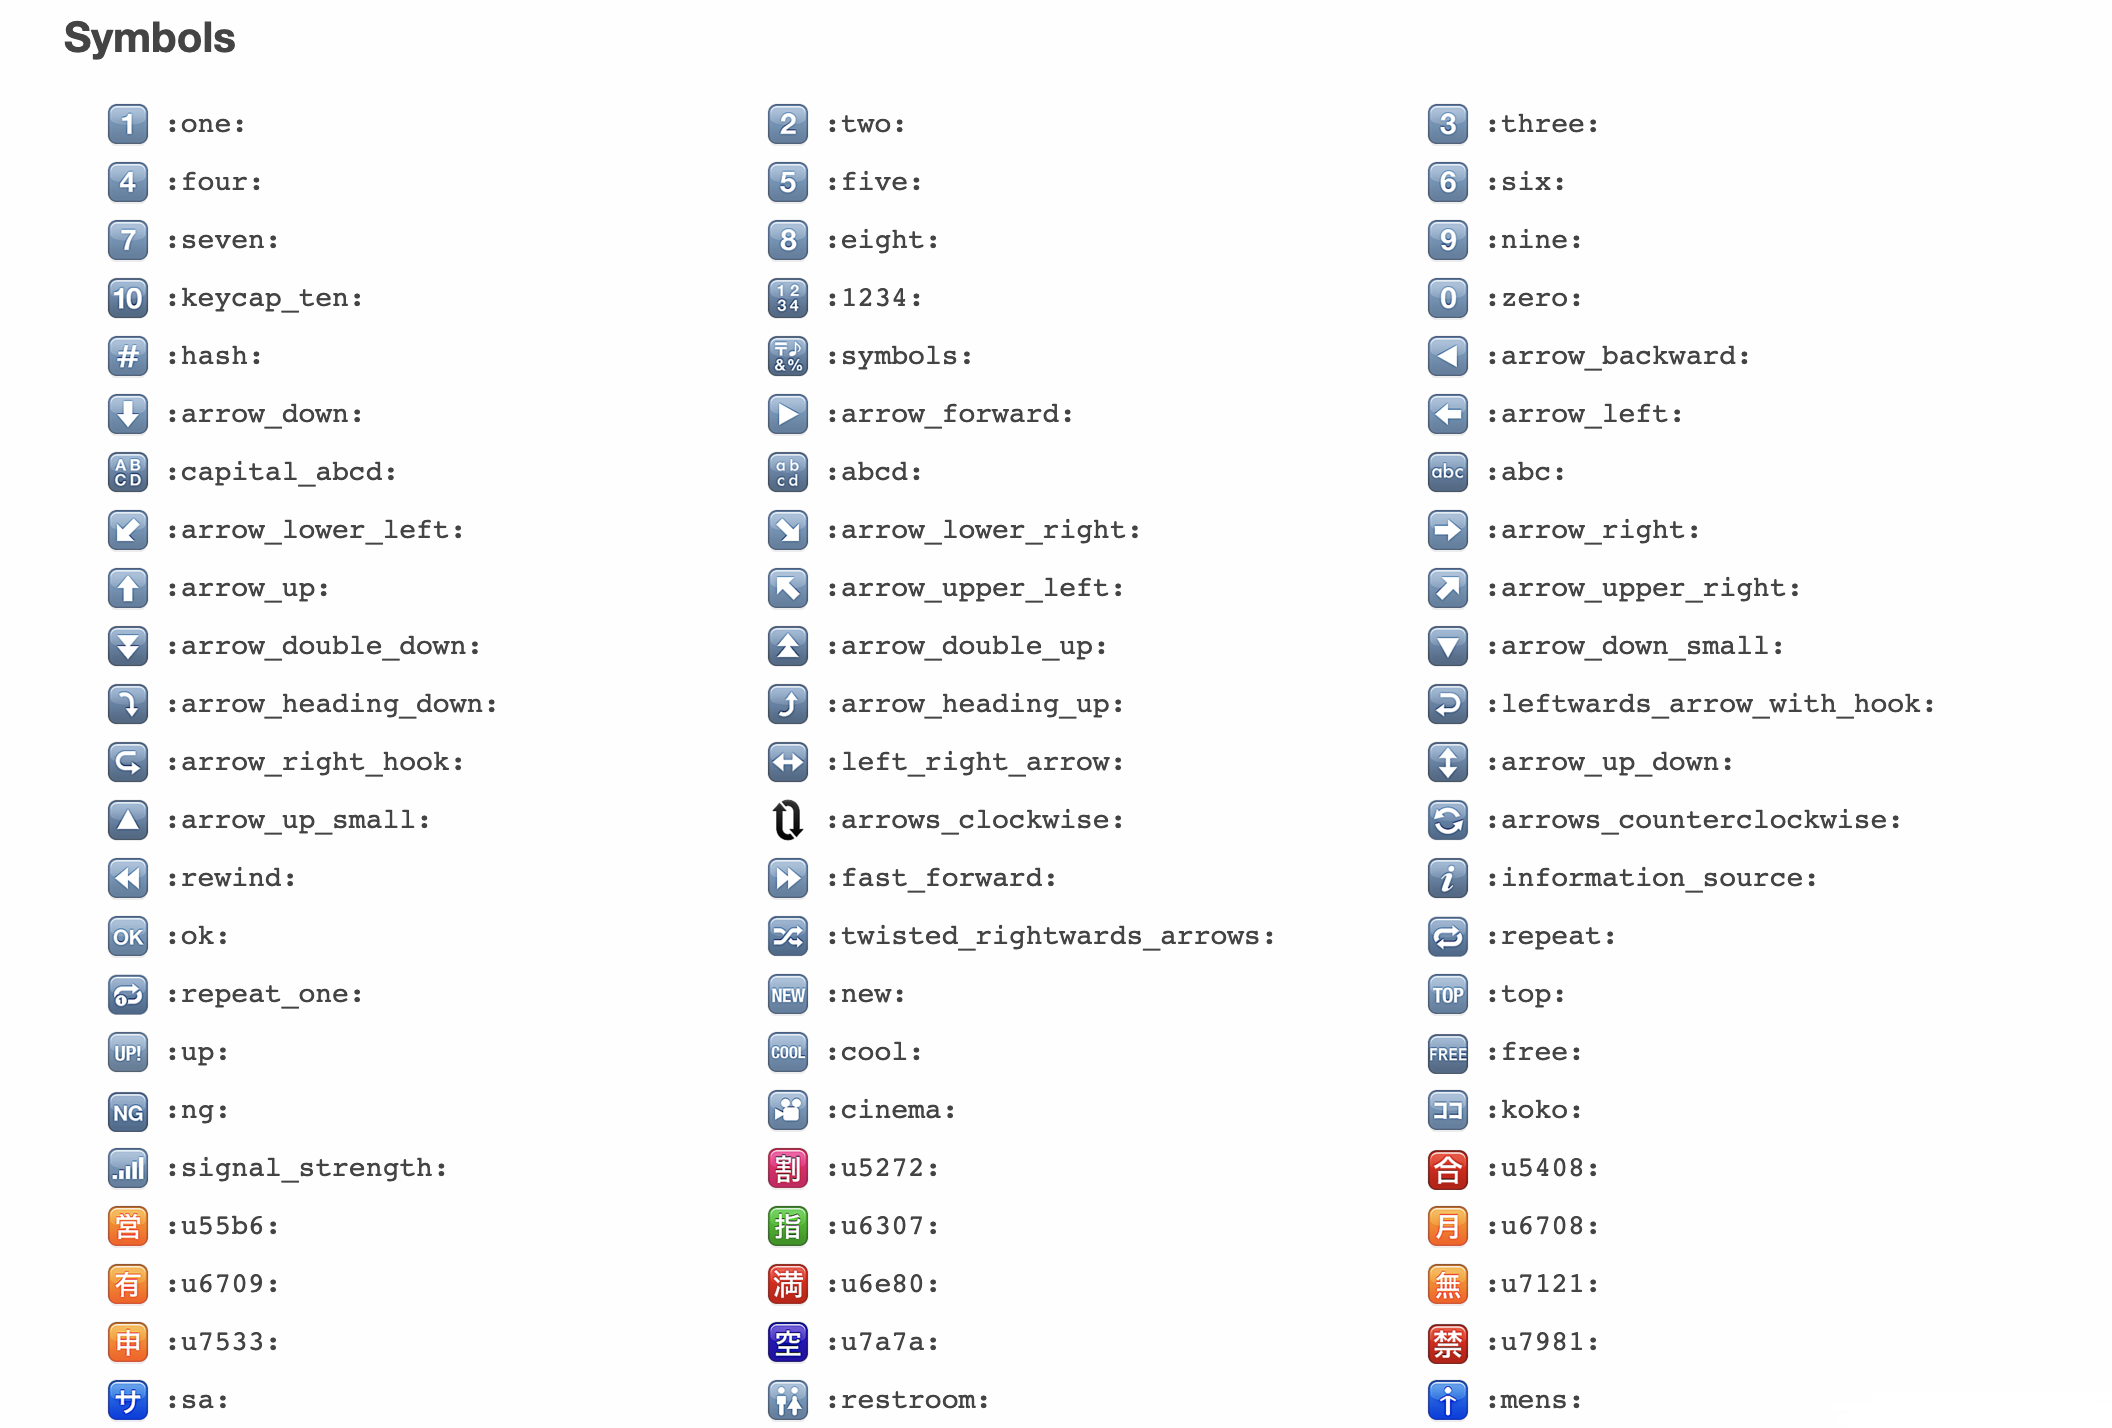 Symbols
1 :one: 2 :two: 3 :three:
4 :four: 5 :five: 6 :six:
7 :seven: 8 :eight: 9 :nine:
10 :keycap_ten: 1234 :1234: 0 :zero:
# :hash: 〒♪&% :symbols: :arrow_backward:
:arrow_down: :arrow_forward: :arrow_left:
ABCD :capital_abcd: abcd :abcd: abc :abc:
:arrow_lower_left: :arrow_lower_right: :arrow_right:
:arrow_up: :arrow_upper_left: :arrow_upper_right:
:arrow_double_down: :arrow_double_up: :arrow_down_small:
:arrow_heading_down: :arrow_heading_up: :leftwards_arrow_with_hook:
:arrow_right_hook: :left_right_arrow: :arrow_up_down:
:arrow_up_small: :arrows_clockwise: :arrows_counterclockwise:
:rewind: :fast_forward: i :information_source:
OK :ok: :twisted_rightwards_arrows: :repeat:
1 :repeat_one: NEW :new: TOP :top:
UP! :up: COOL :cool: FREE :free:
NG :ng: :cinema: ココ :koko:
:signal_strength: 割 :u5272: 合 :u5408:
営 :u55b6: 指 :u6307: 月 :u6708:
有 :u6709: 満 :u6e80: 無 :u7121:
申 :u7533: 空 :u7a7a: 禁 :u7981:
サ :sa: :restroom: :mens: